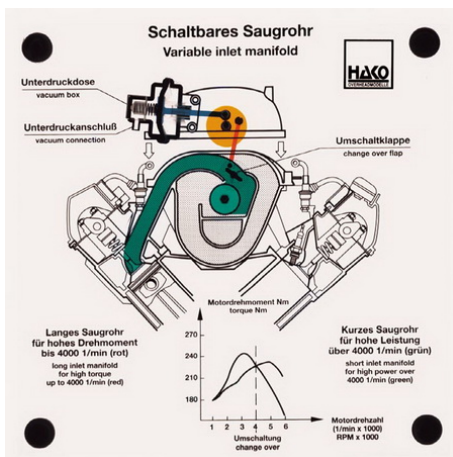 Schaltbares Saugrohr
Variable inlet manifold
HAKO
OVERHEADMODELLE
Unterdruckdose
vacuum box
Unterdruckanschluß
vacuum connection
Umschaltklappe
change over flap
Langes Saugrohr
für hohes Drehmoment
bis 4000 1/min (rot)
long inlet manifold
for high torque
up to 4000 1/min (red)
Motordrehmoment Nm
torque Nm
270
240
210
180
1 2 3 4 5 6
Umschaltung
change over
Motordrehzahl
(1/min x 1000)
RPM x 1000
Kurzes Saugrohr
für hohe Leistung
über 4000 1/min (grün)
short inlet manifold
for high power over
4000 1/min (green)